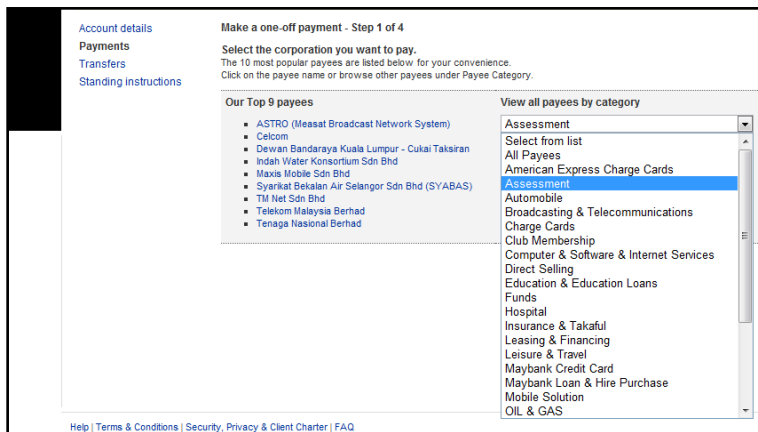 Account details
Payments
Transfers
Standing instructions
Make a one-off payment - Step 1 of 4
Select the corporation you want to pay.
The 10 most popular payees are listed below for your convenience.
Click on the payee name or browse other payees under Payee Category.
Our Top 9 payees
ASTRO (Measat Broadcast Network System)
Celcom
Dewan Bandaraya Kuala Lumpur - Cukai Taksiran
Indah Water Konsortium Sdn Bhd
Maxis Mobile Sdn Bhd
Syarikat Bekalan Air Selangor Sdn Bhd (SYABAS)
TM Net Sdn Bhd
Telekom Malaysia Berhad
Tenaga Nasional Berhad
View all payees by category
Assessment
Select from list
All Payees
American Express Charge Cards
Assessment
Automobile
Broadcasting & Telecommunications
Charge Cards
Club Membership
Computer & Software & Internet Services
Direct Selling
Education & Education Loans
Funds
Hospital
Insurance & Takaful
Leasing & Financing
Leisure & Travel
Maybank Credit Card
Maybank Loan & Hire Purchase
Mobile Solution
OIL & GAS
Help | Terms & Conditions | Security, Privacy & Client Charter | FAQ